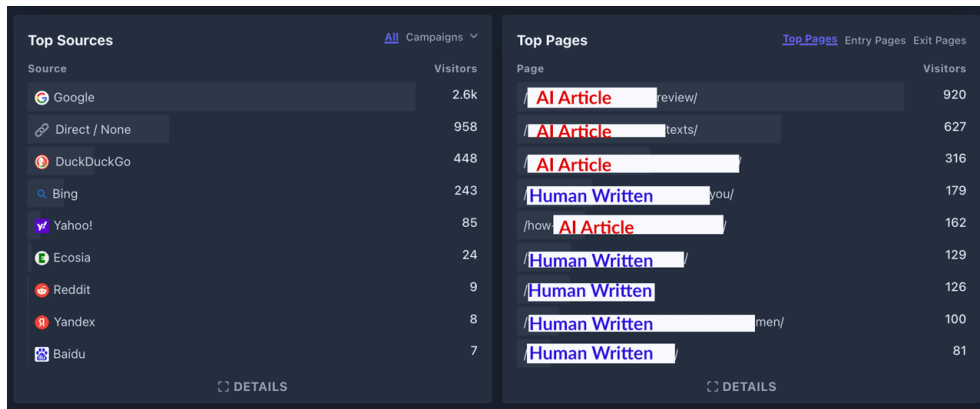 Top Sources
All Campaigns
Source Visitors
Google 2.6k
Direct / None 958
DuckDuckGo 448
Bing 243
Yahoo! 85
Ecosia 24
Reddit 9
Yandex 8
Baidu 7
DETAILS
Top Pages
Top Pages Entry Pages Exit Pages
Page Visitors
/ AI Article review/ 920
/ AI Article texts/ 627
/ AI Article / 316
/Human Written you/ 179
/how- AI Article / 162
/Human Written / 129
/Human Written 126
/Human Written men/ 100
/Human Written / 81
DETAILS